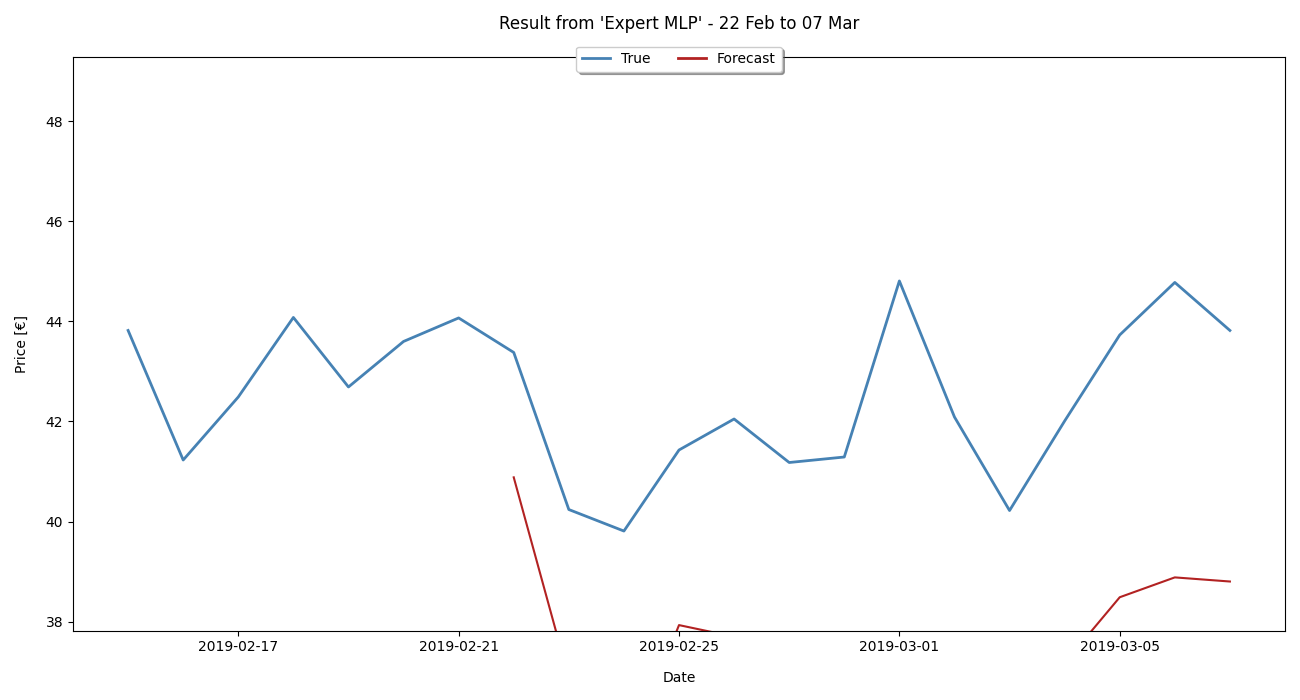 Result from 'Expert MLP' - 22 Feb to 07 Mar
True Forecast
48
46
44
42
40
38
Price [€]
2019-02-17 2019-02-21 2019-02-25 2019-03-01 2019-03-05
Date